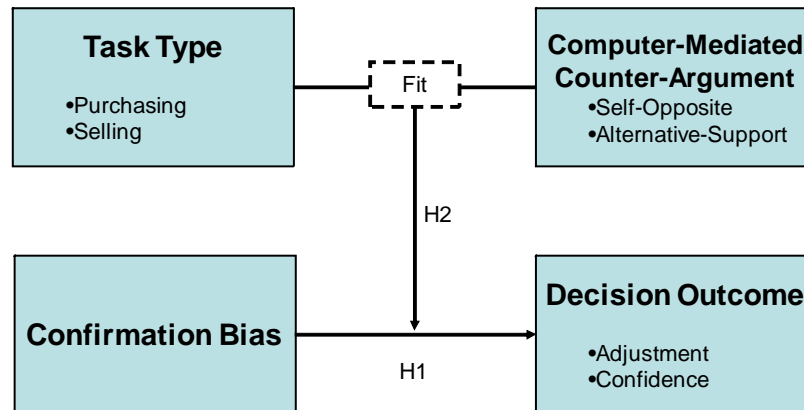 Task Type
•Purchasing
•Selling
Fit
Computer-Mediated
Counter-Argument
•Self-Opposite
•Alternative-Support
H2
Confirmation Bias
H1
Decision Outcome
•Adjustment
•Confidence